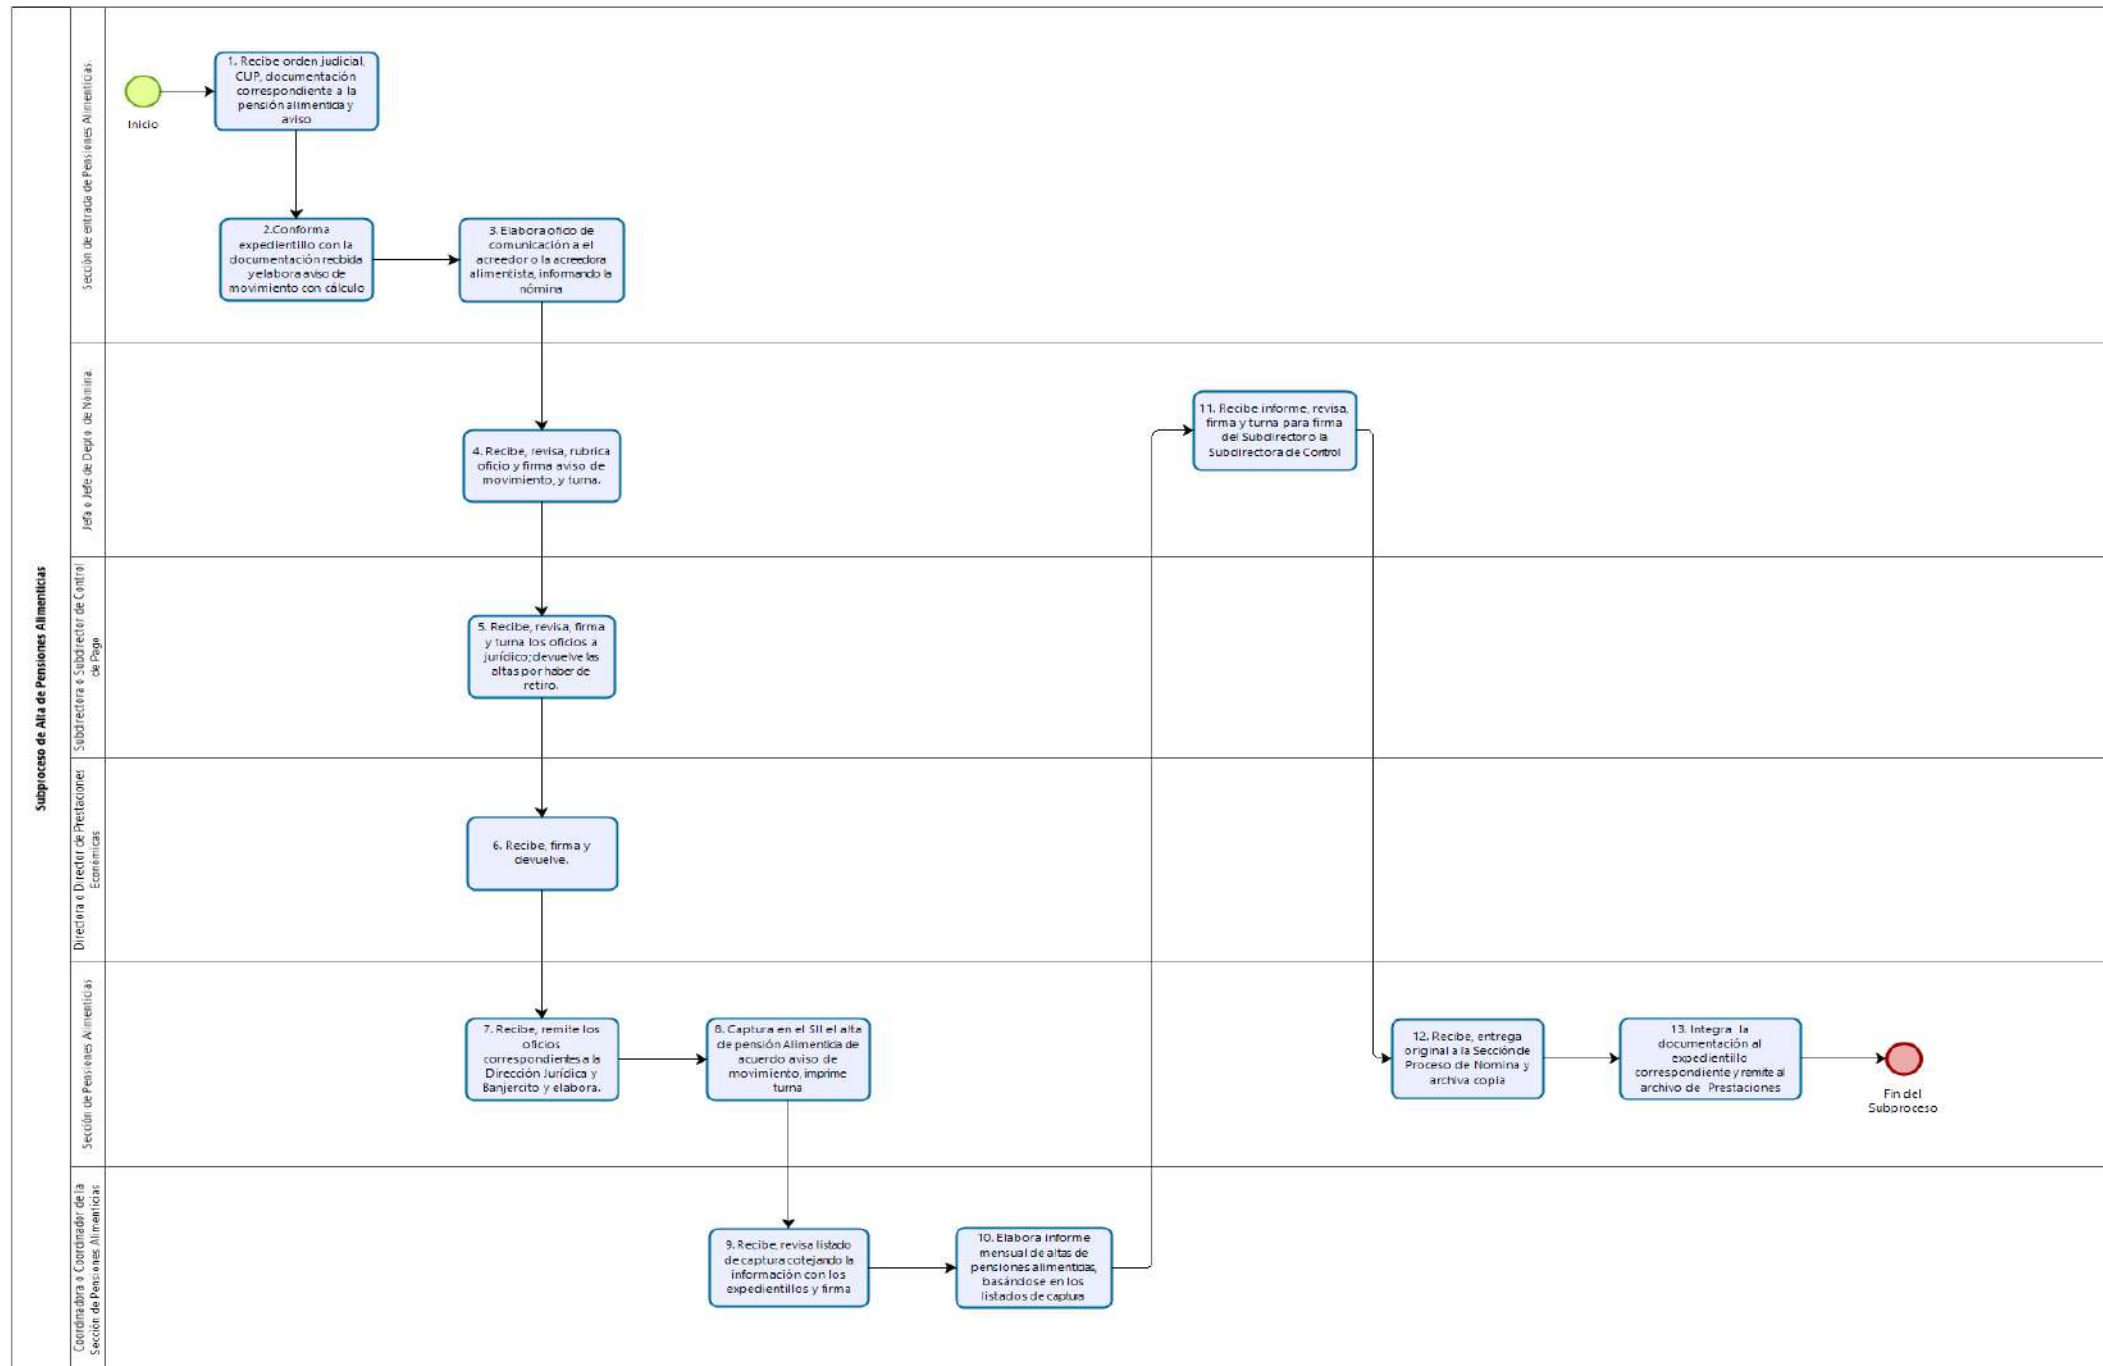 Subproceso de Alta de Pensiones Alimenticias
Sección de entrada de Pensiones Alimenticias.
Inicio
1. Recibe orden judicial,
CUP, documentación
correspondiente a la
pensión alimenticia y
aviso
2.Conforma
expedientillo con la
documentación recibida
y elabora aviso de
movimiento con cálculo
3. Elabora oficio de
comunicación a el
acreedor o la acreedora
alimentista, informando la
nómina
Jefa o Jefe de Depto. de Nómina.
4. Recibe, revisa, rubrica
oficio y firma aviso de
movimiento, y turna.
11. Recibe informe, revisa,
firma y turna para firma
del Subdirector o la
Subdirectora de Control
Subdirectora o Subdirector de Control
de Pago
5. Recibe, revisa, firma
y turna los oficios a
jurídico; devuelve las
altas por haber de
retiro.
Directora o Director de Prestaciones
Económicas
6. Recibe, firma y
devuelve.
Sección de Pensiones Alimenticias
7. Recibe, remite los
oficios
correspondientes a la
Dirección Jurídica y
Banjercito y elabora.
8. Captura en el SII el alta
de pensión Alimenticia de
acuerdo aviso de
movimiento, imprime
turna
12. Recibe, entrega
original a la Sección de
Proceso de Nomina y
archiva copia
13. Integra la
documentación al
expedientillo
correspondiente y remite al
archivo de Prestaciones
Fin del
Subproceso
Coordinadora o Coordinador de la
Sección de Pensiones Alimenticias
9. Recibe, revisa listado
de captura cotejando la
información con los
expedientillos y firma
10. Elabora informe
mensual de altas de
pensiones alimenticias,
basándose en los
listados de captura